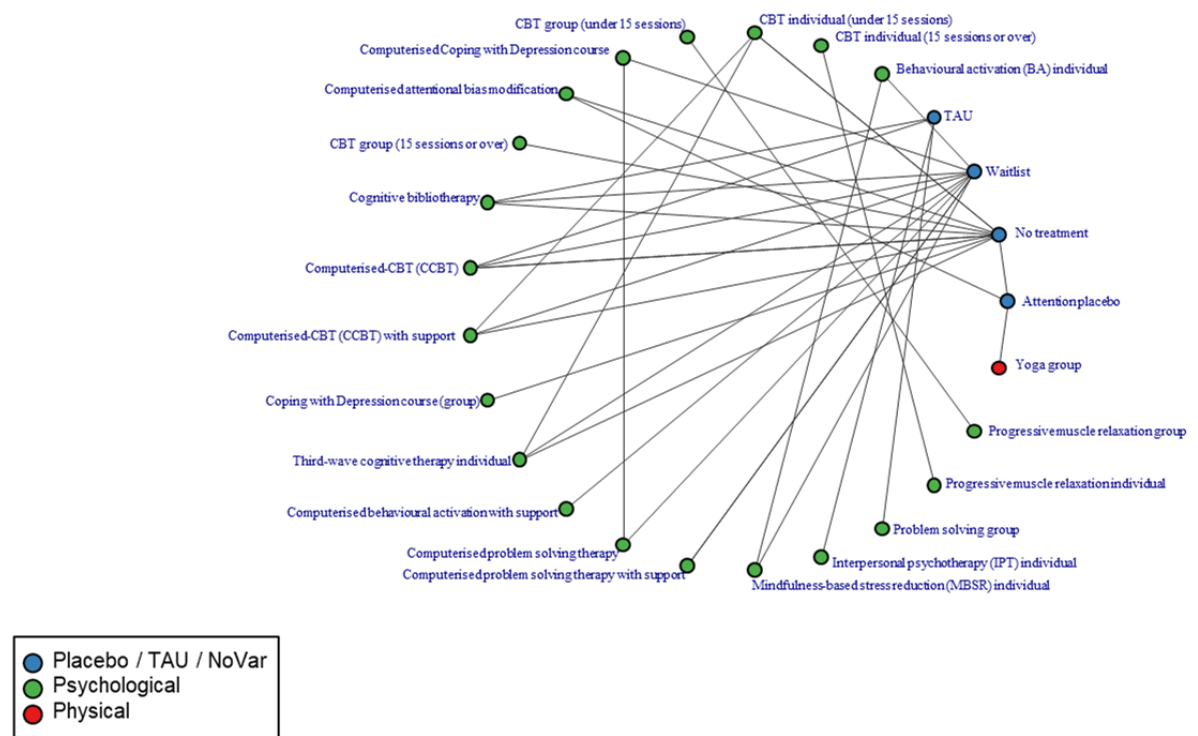 CBT group (under 15 sessions)
CBT individual (under 15 sessions)
CBT individual (15 sessions or over)
Computerised Coping with Depression course
Behavioural activation (BA) individual
Computerised attentional bias modification
TAU
CBT group (15 sessions or over)
Waitlist
Cognitive bibliotherapy
No treatment
Computerised-CBT (CCBT)
Attention placebo
Computerised-CBT (CCBT) with support
Yoga group
Coping with Depression course (group)
Progressive muscle relaxation group
Third-wave cognitive therapy individual
Progressive muscle relaxation individual
Computerised behavioural activation with support
Problem solving group
Computerised problem solving therapy
Interpersonal psychotherapy (IPT) individual
Computerised problem solving therapy with support
Mindfulness-based stress reduction (MBSR) individual
Placebo / TAU / NoVar
Psychological
Physical